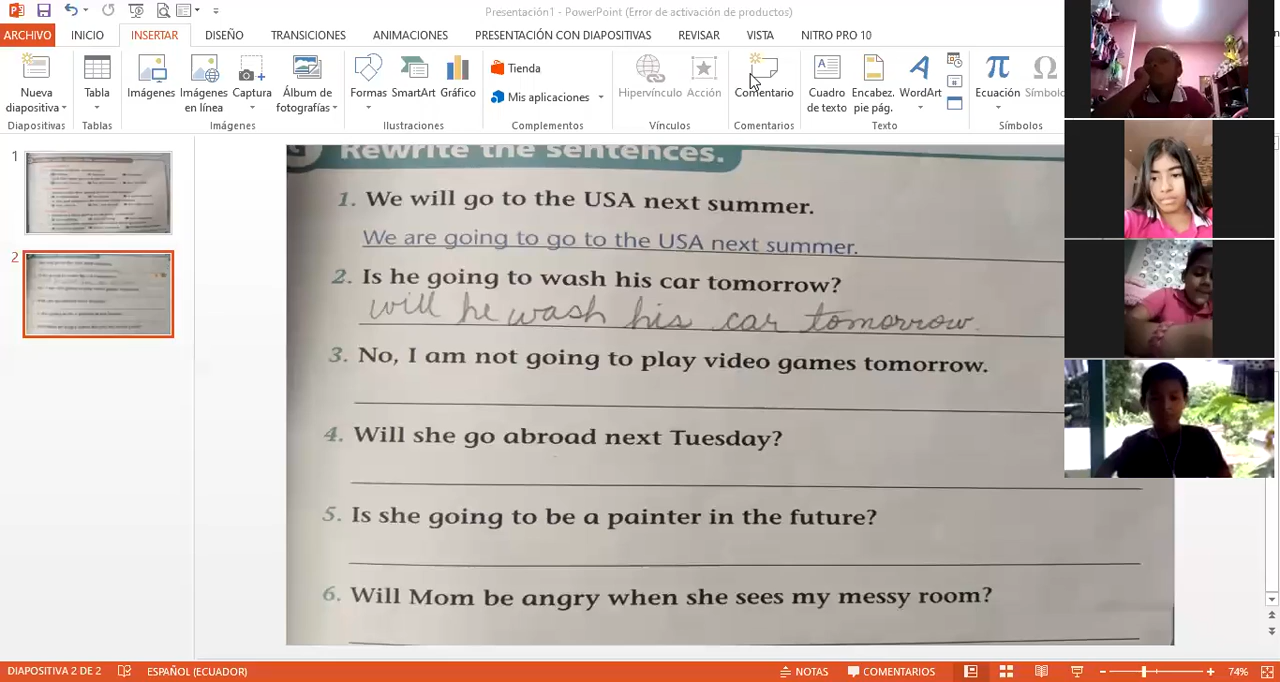 Presentación1 - PowerPoint (Error de activación de productos)
ARCHIVO INICIO INSERTAR DISEÑO TRANSICIONES ANIMACIONES PRESENTACIÓN CON DIAPOSITIVAS REVISAR VISTA NITRO PRO 10
Nueva diapositiva
Tabla
Imágenes
Imágenes en línea
Captura
Álbum de fotografías
Formas
SmartArt
Gráfico
Tienda
Mis aplicaciones
Hipervínculo
Acción
Comentario
Cuadro de texto
Encabez. pie pág.
WordArt
Ecuación
Símbolo
Diapositivas Tablas Imágenes Ilustraciones Complementos Vínculos Comentarios Texto Símbolos
1
2
Rewrite the sentences.
1. We will go to the USA next summer.
We are going to go to the USA next summer.
2. Is he going to wash his car tomorrow?
will he wash his car tomorrow.
3. No, I am not going to play video games tomorrow.
4. Will she go abroad next Tuesday?
5. Is she going to be a painter in the future?
6. Will Mom be angry when she sees my messy room?
DIAPOSITIVA 2 DE 2 ESPAÑOL (ECUADOR) NOTAS COMENTARIOS 74%